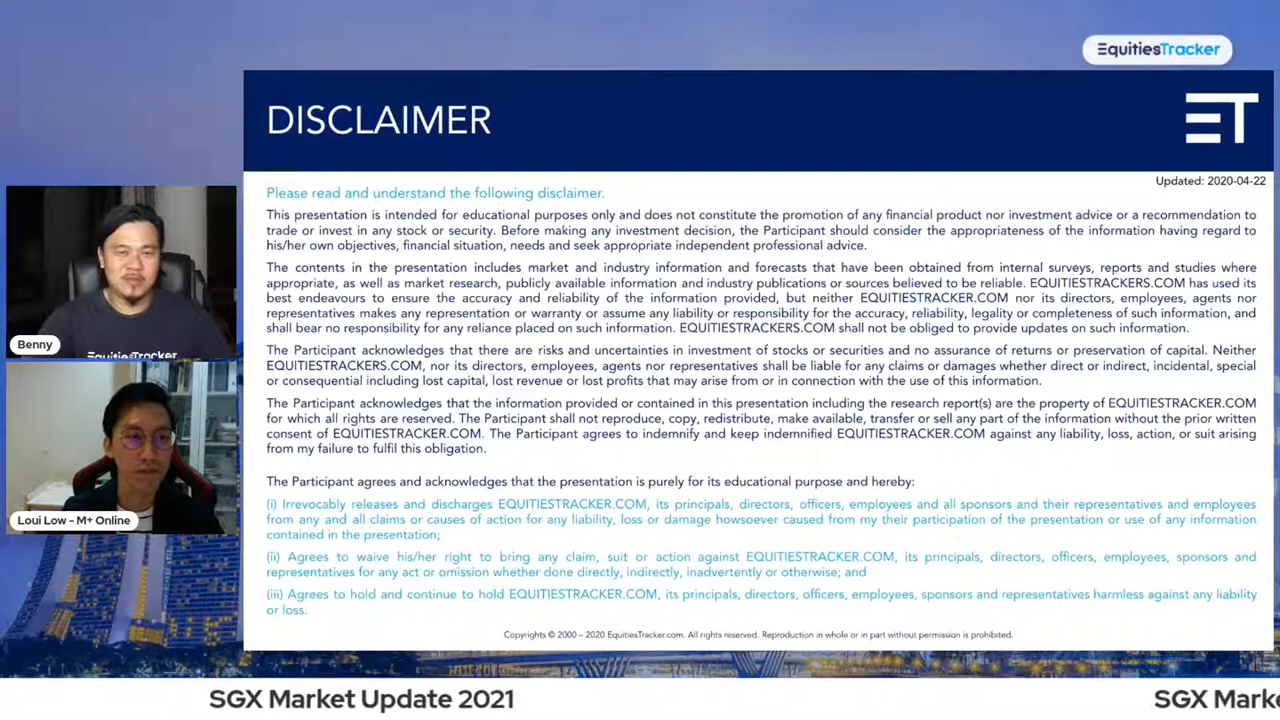 EquitiesTracker
DISCLAIMER
ET
Updated: 2020-04-22
Please read and understand the following disclaimer.
This presentation is intended for educational purposes only and does not constitute the promotion of any financial product nor investment advice or a recommendation to
trade or invest in any stock or security. Before making any investment decision, the Participant should consider the appropriateness of the information having regard to
his/her own objectives, financial situation, needs and seek appropriate independent professional advice.
The contents in the presentation includes market and industry information and forecasts that have been obtained from internal surveys, reports and studies where
appropriate, as well as market research, publicly available information and industry publications or sources believed to be reliable. EQUITIESTRACKERS.COM has used its
best endeavours to ensure the accuracy and reliability of the information provided, but neither EQUITIESTRACKER.COM nor its directors, employees, agents nor
representatives makes any representation or warranty or assume any liability or responsibility for the accuracy, reliability, legality or completeness of such information, and
shall bear no responsibility for any reliance placed on such information. EQUITIESTRACKERS.COM shall not be obliged to provide updates on such information.
The Participant acknowledges that there are risks and uncertainties in investment of stocks or securities and no assurance of returns or preservation of capital. Neither
EQUITIESTRACKERS.COM, nor its directors, employees, agents nor representatives shall be liable for any claims or damages whether direct or indirect, incidental, special
or consequential including lost capital, lost revenue or lost profits that may arise from or in connection with the use of this information.
The Participant acknowledges that the information provided or contained in this presentation including the research report(s) are the property of EQUITIESTRACKER.COM
for which all rights are reserved. The Participant shall not reproduce, copy, redistribute, make available, transfer or sell any part of the information without the prior written
consent of EQUITIESTRACKER.COM. The Participant agrees to indemnify and keep indemnified EQUITIESTRACKER.COM against any liability, loss, action, or suit arising
from my failure to fulfil this obligation.
The Participant agrees and acknowledges that the presentation is purely for its educational purpose and hereby:
(i) Irrevocably releases and discharges EQUITIESTRACKER.COM, its principals, directors, officers, employees and all sponsors and their representatives and employees
from any and all claims or causes of action for any liability, loss or damage howsoever caused from my their participation of the presentation or use of any information
contained in the presentation;
(ii) Agrees to waive his/her right to bring any claim, suit or action against EQUITIESTRACKER.COM, its principals, directors, officers, employees, sponsors and
representatives for any act or omission whether done directly, indirectly, inadvertently or otherwise; and
(iii) Agrees to hold and continue to hold EQUITIESTRACKER.COM, its principals, directors, officers, employees, sponsors and representatives harmless against any liability
or loss.
Copyrights © 2000 – 2020 EquitiesTracker.com. All rights reserved. Reproduction in whole or in part without permission is prohibited.
Benny
EquitiesTracker
Loui Low - M+ Online
SGX Market Update 2021
SGX Marke